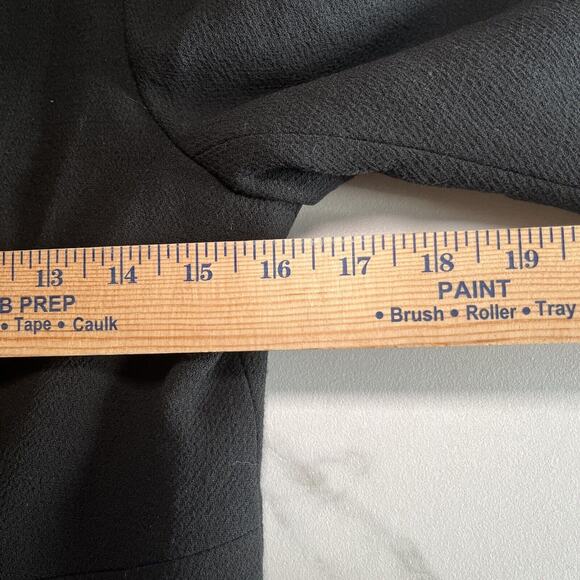 13 14 15 16 17 18 19
B PREP PAINT
• Tape • Caulk • Brush • Roller • Tray •